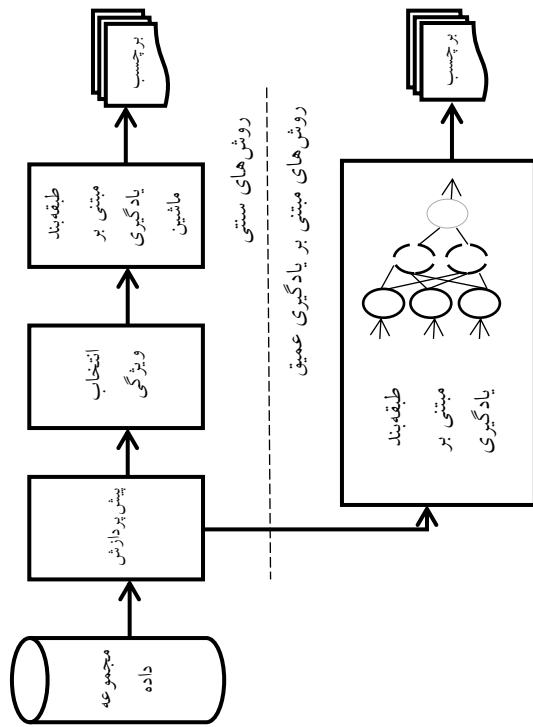 مجموعه
داده
پیش‌پردازش
انتخاب
ویژگی
طبقه‌بند
مبتنی بر
یادگیری
ماشین
برچسب
روش‌های سنتی
روش‌های مبتنی بر یادگیری عمیق
طبقه‌بند
مبتنی بر
یادگیری
برچسب